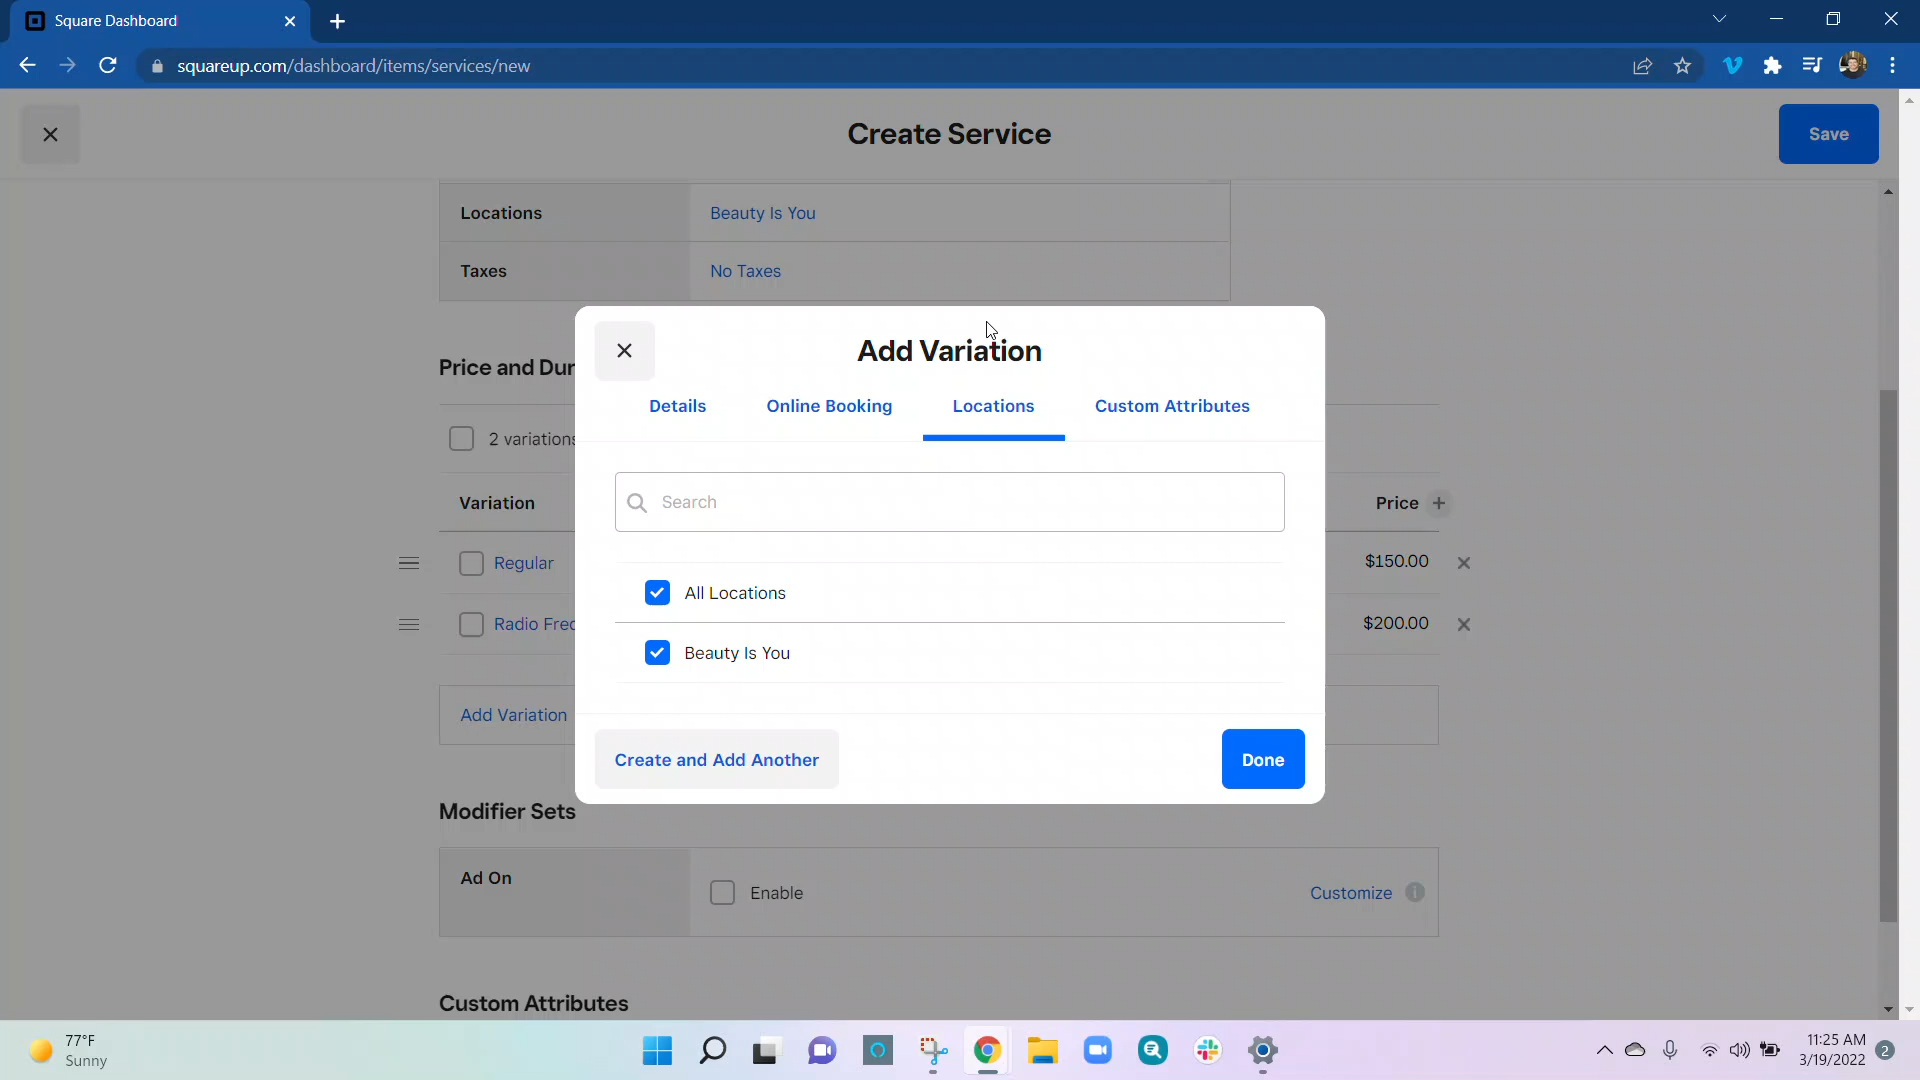 Square Dashboard
squareup.com/dashboard/items/services/new
Create Service
Save
Locations
Beauty Is You
Taxes
No Taxes
Add Variation
Details
Online Booking
Locations
Custom Attributes
Search
All Locations
Beauty Is You
Create and Add Another
Done
Price and Dur
2 variations
Variation
Price
Regular
$150.00
Radio Freq
$200.00
Add Variation
Modifier Sets
Ad On
Enable
Customize
Custom Attributes
77°F
Sunny
11:25 AM
3/19/2022
2